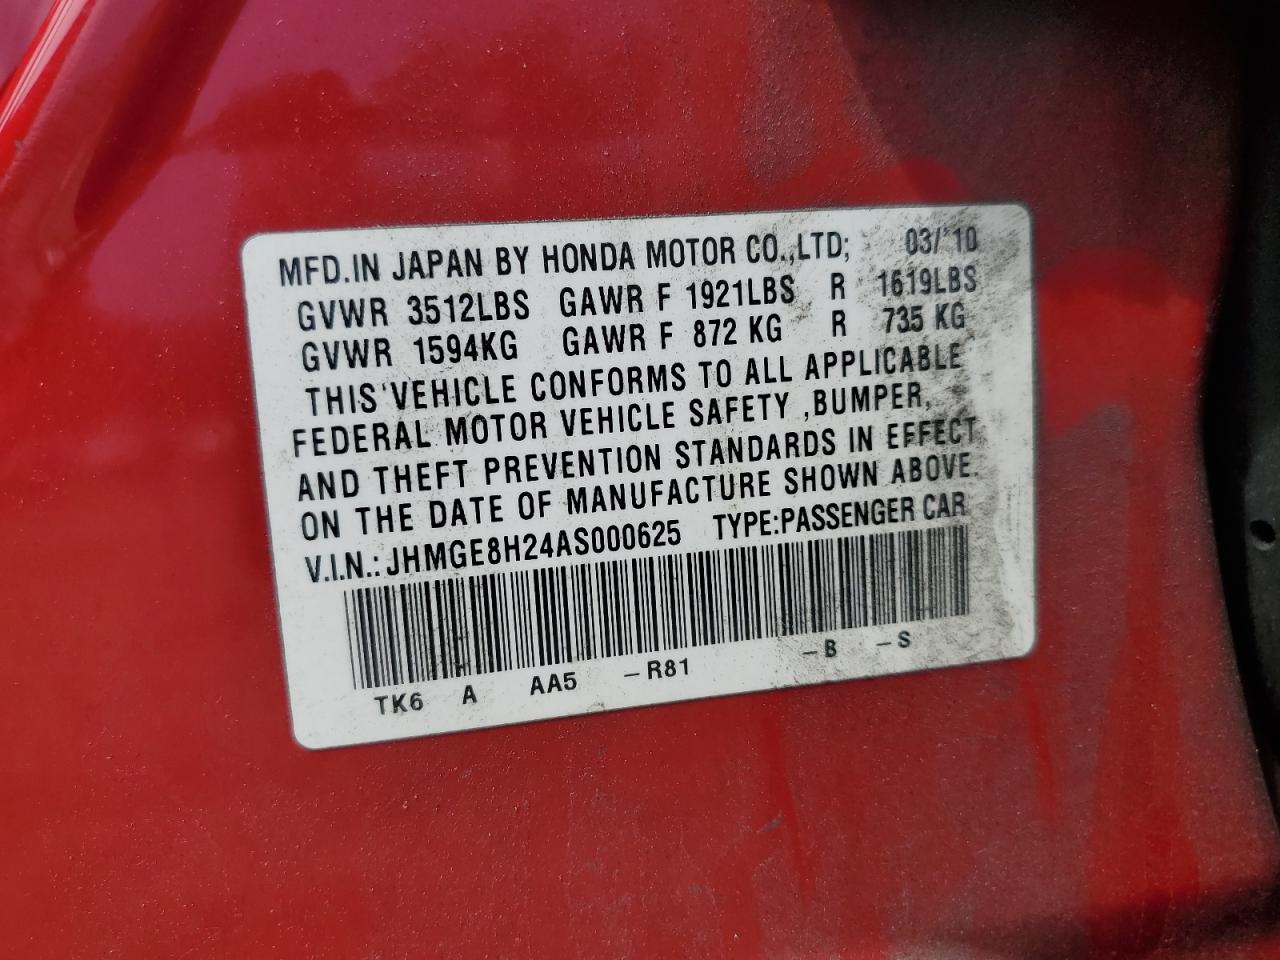 MFD.IN JAPAN BY HONDA MOTOR CO.,LTD; 03/'10
GVWR 3512LBS GAWR F 1921LBS R 1619LBS
GVWR 1594KG GAWR F 872 KG R 735 KG
THIS VEHICLE CONFORMS TO ALL APPLICABLE
FEDERAL MOTOR VEHICLE SAFETY ,BUMPER,
AND THEFT PREVENTION STANDARDS IN EFFECT
ON THE DATE OF MANUFACTURE SHOWN ABOVE.
V.I.N.: JHMGE8H24AS000625 TYPE:PASSENGER CAR
TK6 A AA5 –R81 –B –S